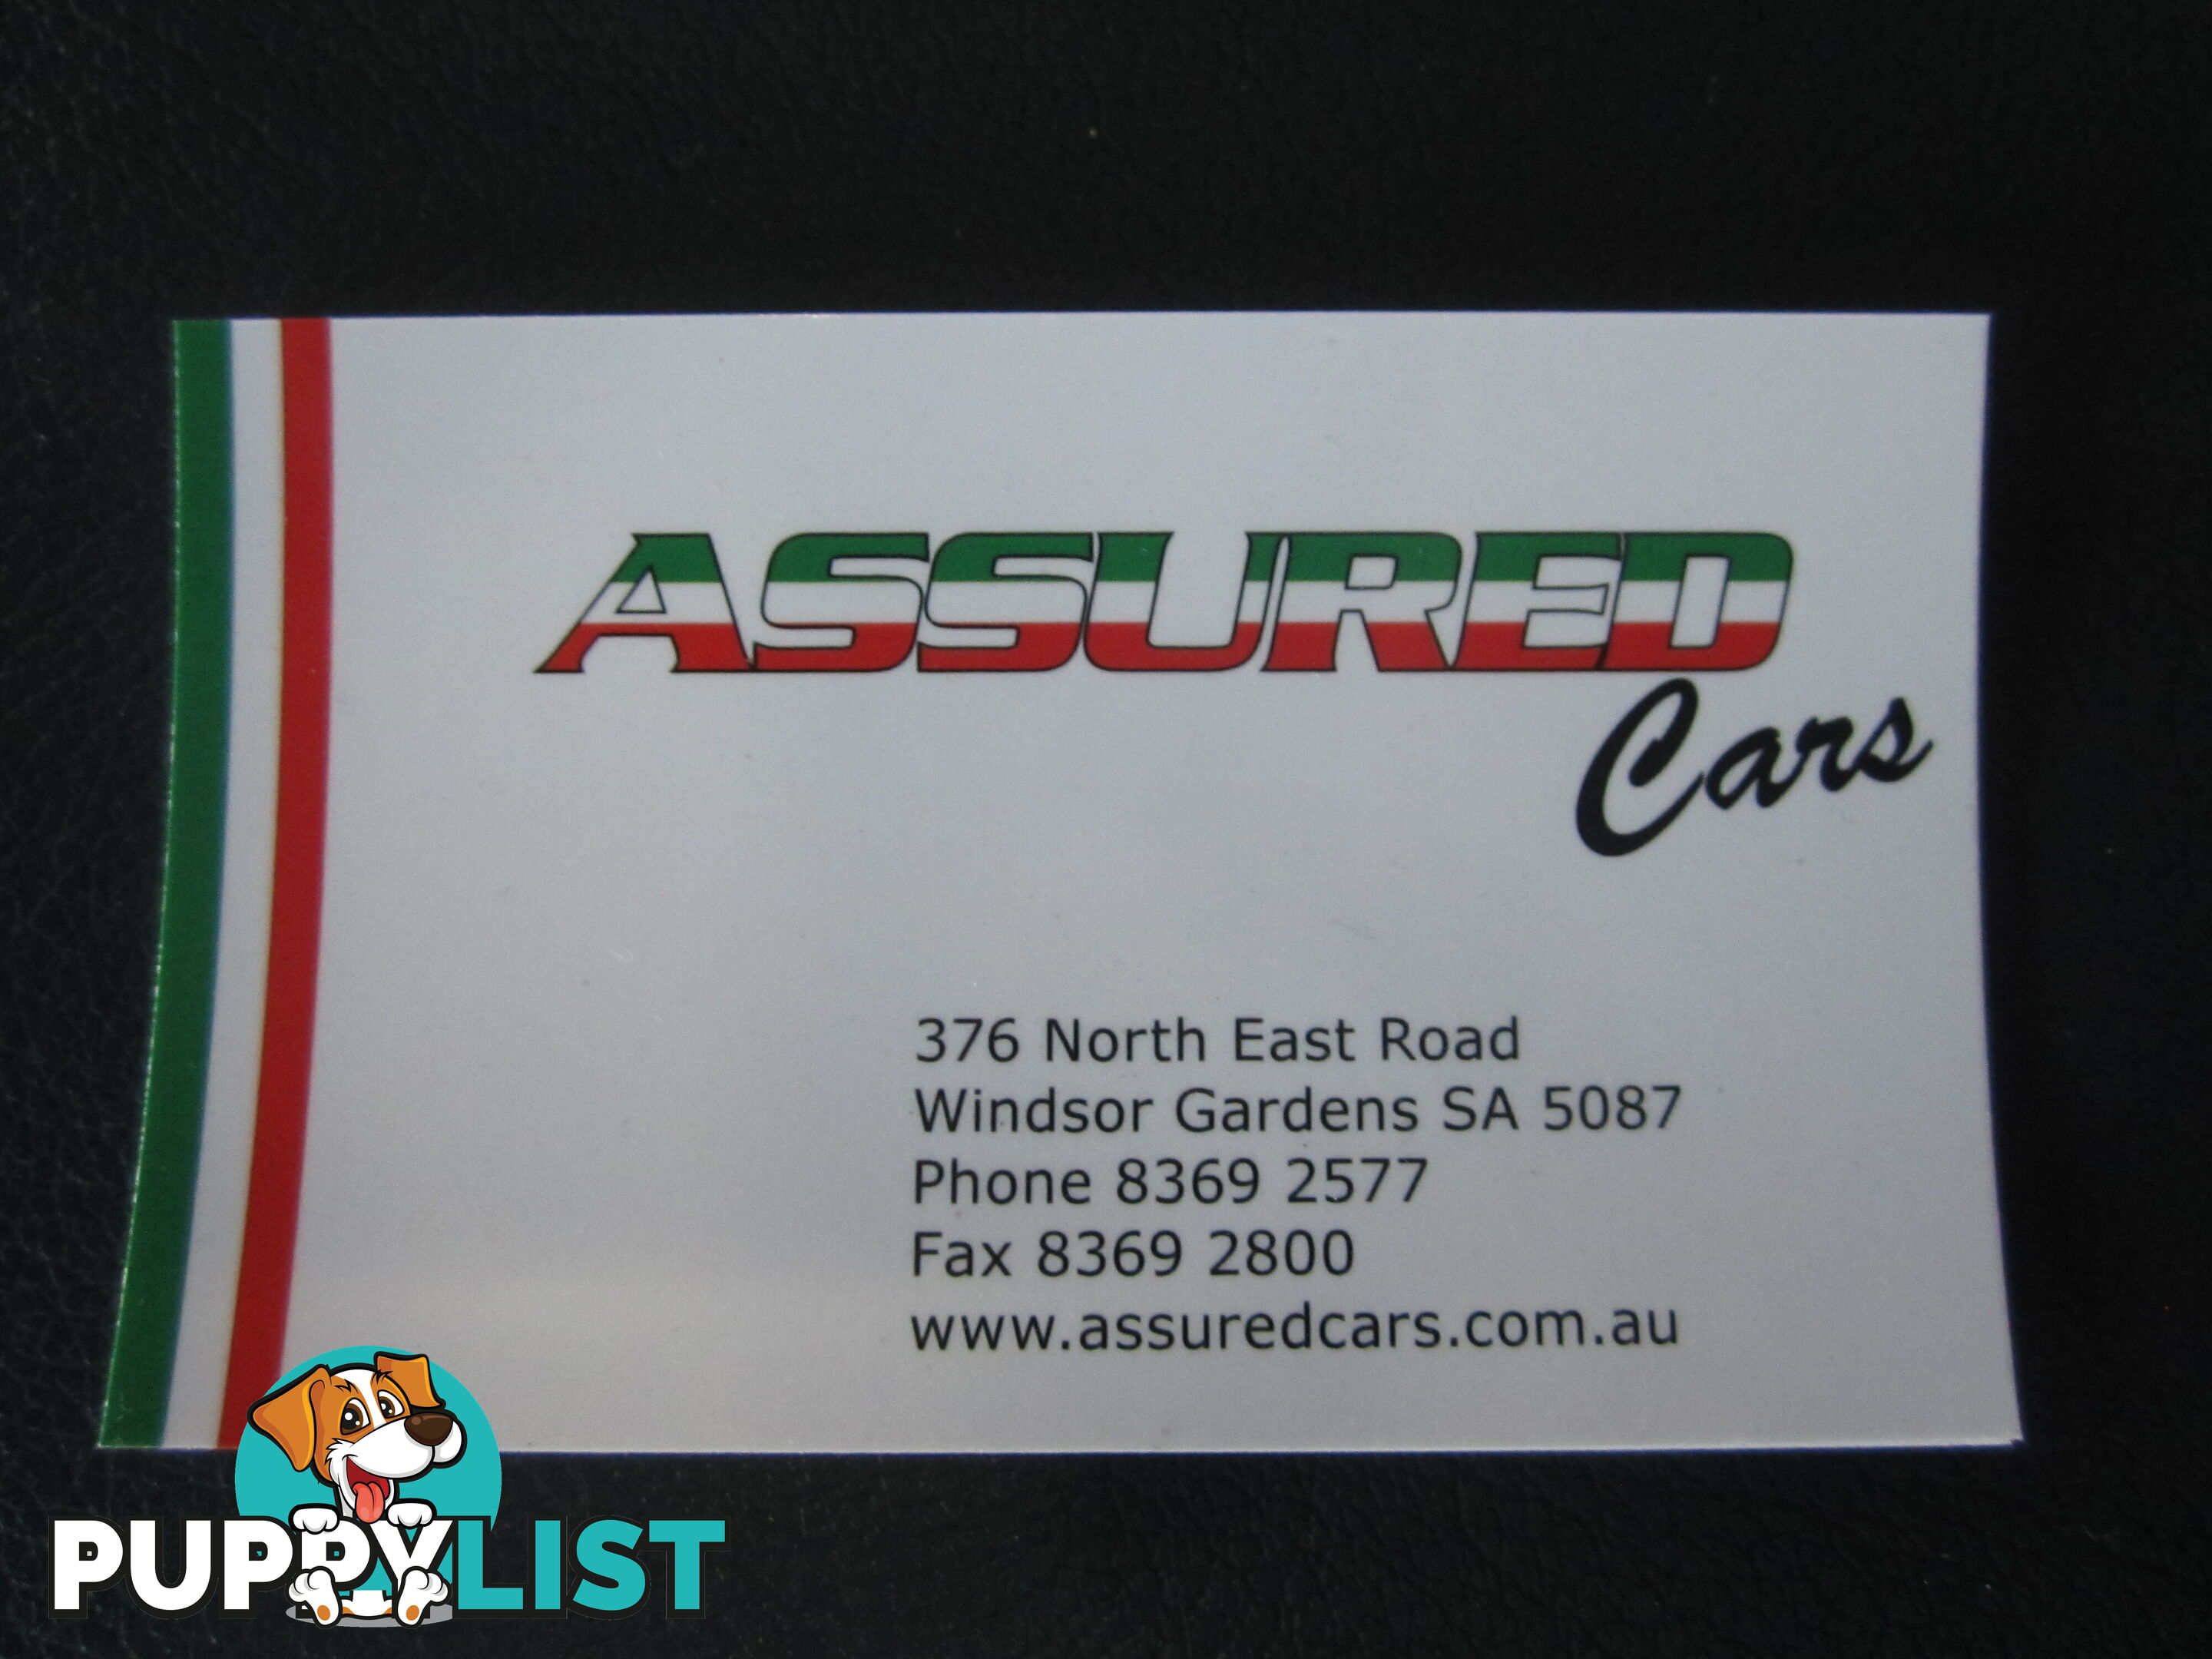 ASSURED
Cars
376 North East Road
Windsor Gardens SA 5087
Phone 8369 2577
Fax 8369 2800
www.assuredcars.com.au
PUPPYLIST